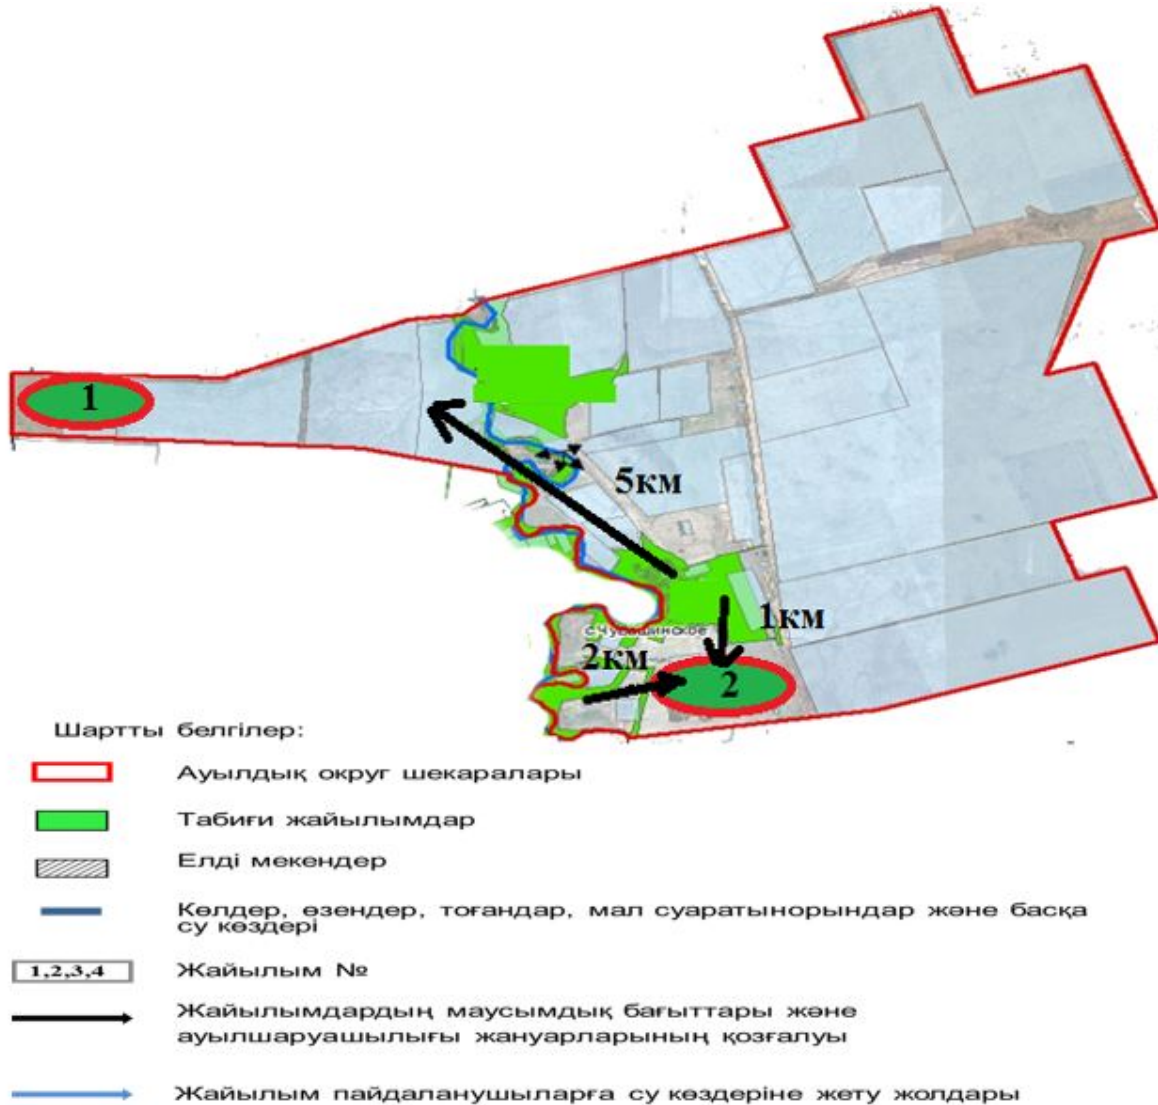 1
5км
1км
с.Чувашинское
2км
2
Шартты белгілер:
Ауылдық округ шекаралары
Табиғи жайылымдар
Елді мекендер
Көлдер, өзендер, тоғандар, мал суаратынорындар және басқа
су көздері
1,2,3,4 Жайылым №
Жайылымдардың маусымдық бағыттары және
ауылшаруашылығы жануарларының қозғалуы
Жайылым пайдаланушыларға су көздеріне жету жолдары